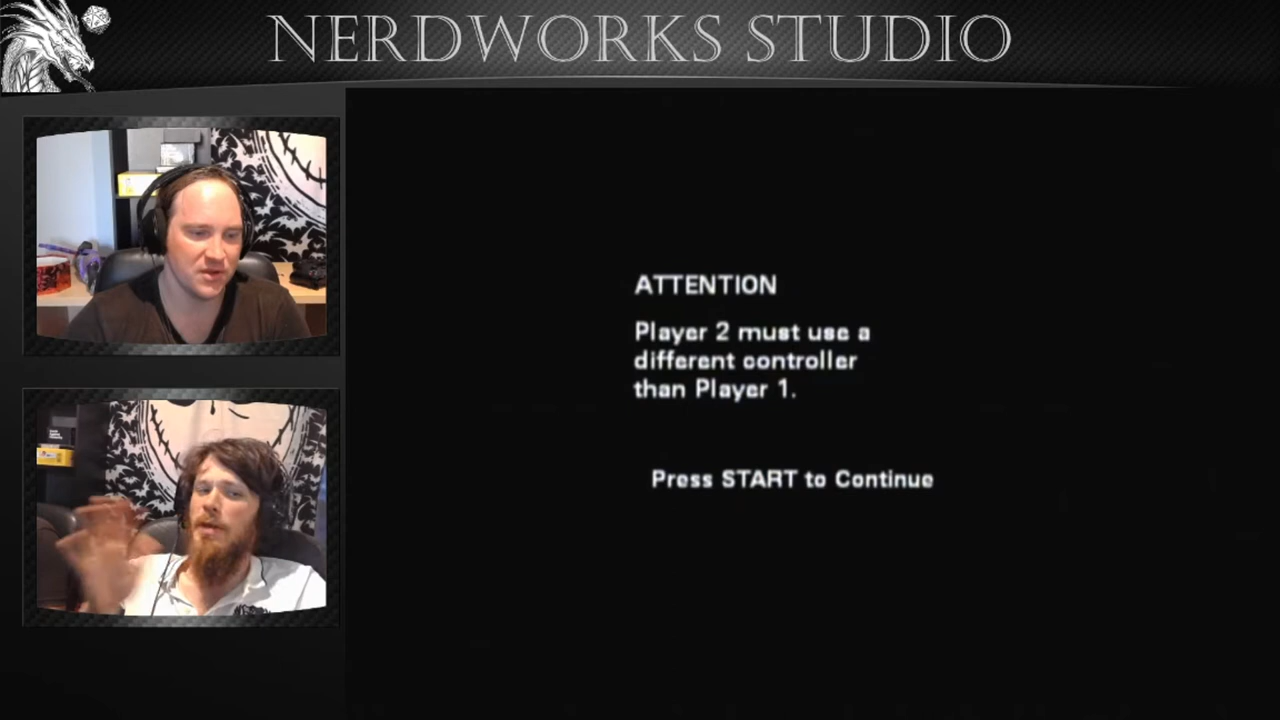 NERDWORKS STUDIO
ATTENTION
Player 2 must use a
different controller
than Player 1.
Press START to Continue